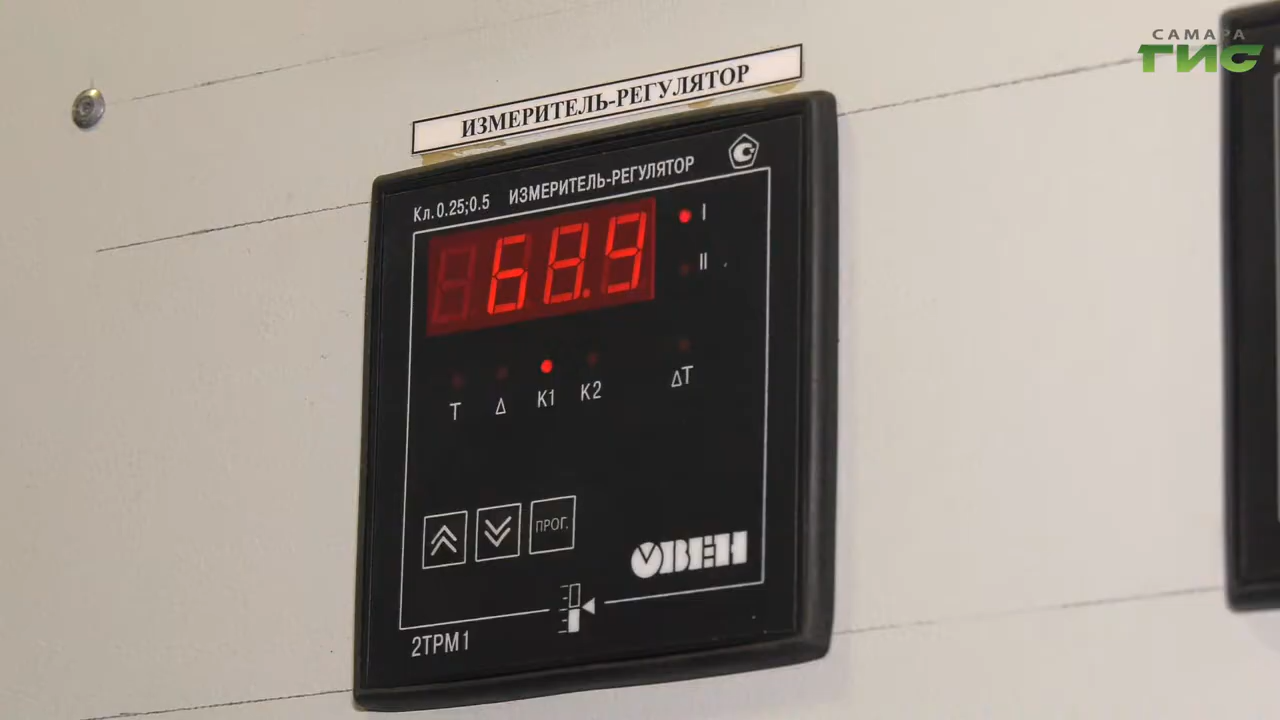 САМАРА
ГИС
ИЗМЕРИТЕЛЬ-РЕГУЛЯТОР
Кл. 0.25;0.5 ИЗМЕРИТЕЛЬ-РЕГУЛЯТОР
68.9
I
II
T Δ K1 K2 ΔT
ПРОГ.
ОВЕН
2ТРМ1